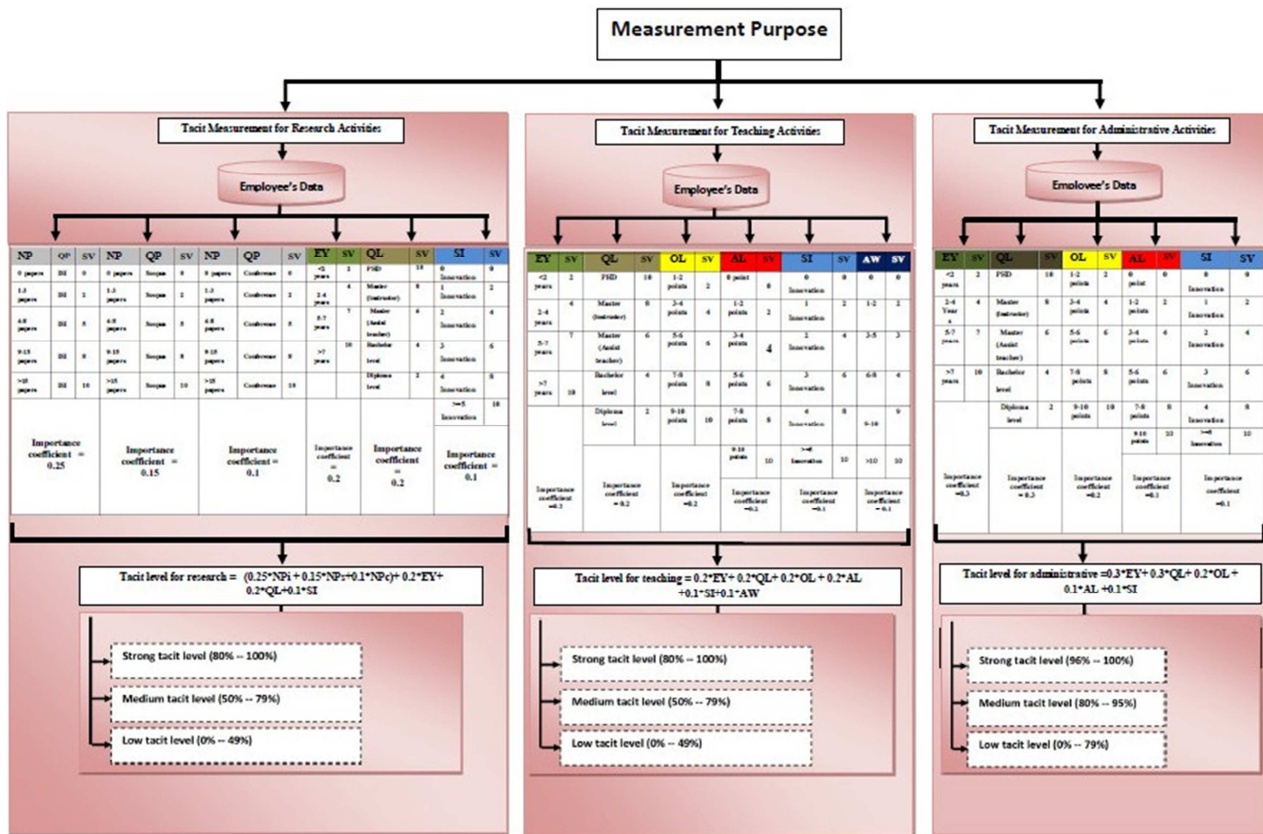 Measurement Purpose
Tacit Measurement for Research Activities
Employee's Data
NP QP SV NP QP SV NP QP SV EY SV QL SV SI SV
0 papers ISI 0 0 papers Scopus 0 0 papers Conference 0 <2 years 2 PHD 10 0 Innovation 0
1-3 papers ISI 2 1-3 papers Scopus 2 1-3 papers Conference 2 2-4 years 4 Master (Instructor) 8 1 Innovation 2
4-8 papers ISI 5 4-8 papers Scopus 5 4-8 papers Conference 5 5-7 years 7 Master (Assist teacher) 6 2 Innovation 4
9-15 papers ISI 8 9-15 papers Scopus 8 9-15 papers Conference 8 >7 years 10 Bachelor level 4 3 Innovation 6
>15 papers ISI 10 >15 papers Scopus 10 >15 papers Conference 10 Diploma level 2 4 Innovation 8
>=5 Innovation 10
Importance coefficient = 0.25
Importance coefficient = 0.15
Importance coefficient = 0.1
Importance coefficient = 0.2
Importance coefficient = 0.2
Importance coefficient = 0.1
Tacit level for research = (0.25*NPi + 0.15*NPs+0.1*NPc)+ 0.2*EY+
0.2*QL+0.1*SI
Strong tacit level (80% -- 100%)
Medium tacit level (50% -- 79%)
Low tacit level (0% -- 49%)
Tacit Measurement for Teaching Activities
Employee's Data
EY SV QL SV OL SV AL SV SI SV AW SV
<2 years 2 PHD 10 1-2 points 2 0 point 0 0 Innovation 0 0 0
2-4 years 4 Master (Instructor) 8 3-4 points 4 1-2 points 2 1 Innovation 2 1-2 2
5-7 years 7 Master (Assist teacher) 6 5-6 points 6 3-4 points 4 2 Innovation 4 3-5 3
>7 years 10 Bachelor level 4 7-8 points 8 5-6 points 6 3 Innovation 6 6-8 4
Diploma level 2 9-10 points 10 7-8 points 8 4 Innovation 8 9-10 9
9-10 points 10 Innovation 10 >10 10
Importance coefficient =0.2
Importance coefficient = 0.2
Importance coefficient =0.2
Importance coefficient =0.2
Importance coefficient =0.1
Importance coefficient =0.1
Tacit level for teaching = 0.2*EY+ 0.2*QL+ 0.2*OL + 0.2*AL
+0.1*SI+0.1*AW
Strong tacit level (80% -- 100%)
Medium tacit level (50% -- 79%)
Low tacit level (0% -- 49%)
Tacit Measurement for Administrative Activities
Employee's Data
EY SV QL SV OL SV AL SV SI SV
<2 years 2 PHD 10 1-2 points 2 0 point 0 0 Innovation 0
2-4 Year s 4 Master (Instructor) 8 3-4 points 4 1-2 points 2 1 Innovation 2
5-7 years 7 Master (Assist teacher) 6 5-6 points 6 3-4 points 4 2 Innovation 4
>7 years 10 Bachelor level 4 7-8 points 8 5-6 points 6 3 Innovation 6
Diploma level 2 9-10 points 10 7-8 points 8 4 Innovation 8
9-10 points 10 Innovation 10
Importance coefficient =0.3
Importance coefficient = 0.3
Importance coefficient =0.2
Importance coefficient =0.1
Importance coefficient =0.1
Tacit level for administrative =0.3*EY+ 0.3*QL+ 0.2*OL +
0.1*AL +0.1*SI
Strong tacit level (96% -- 100%)
Medium tacit level (80% -- 95%)
Low tacit level (0% -- 79%)